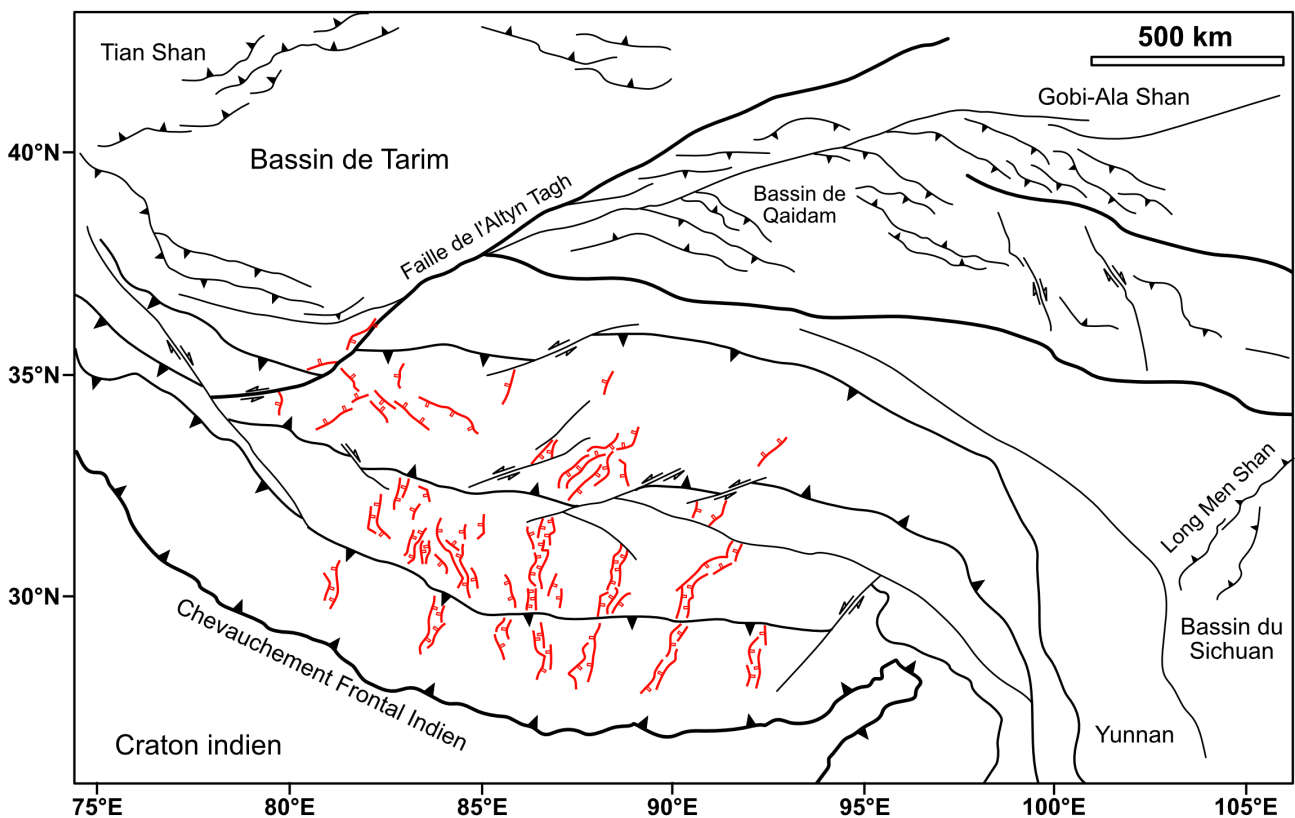 Tian Shan
500 km
Gobi-Ala Shan
40°N
Bassin de Tarim
Bassin de
Qaidam
Faille de l'Altyn Tagh
35°N
Long Men Shan
30°N
Chevauchement Frontal Indien
Bassin du
Sichuan
Craton indien
Yunnan
75°E
80°E
85°E
90°E
95°E
100°E
105°E